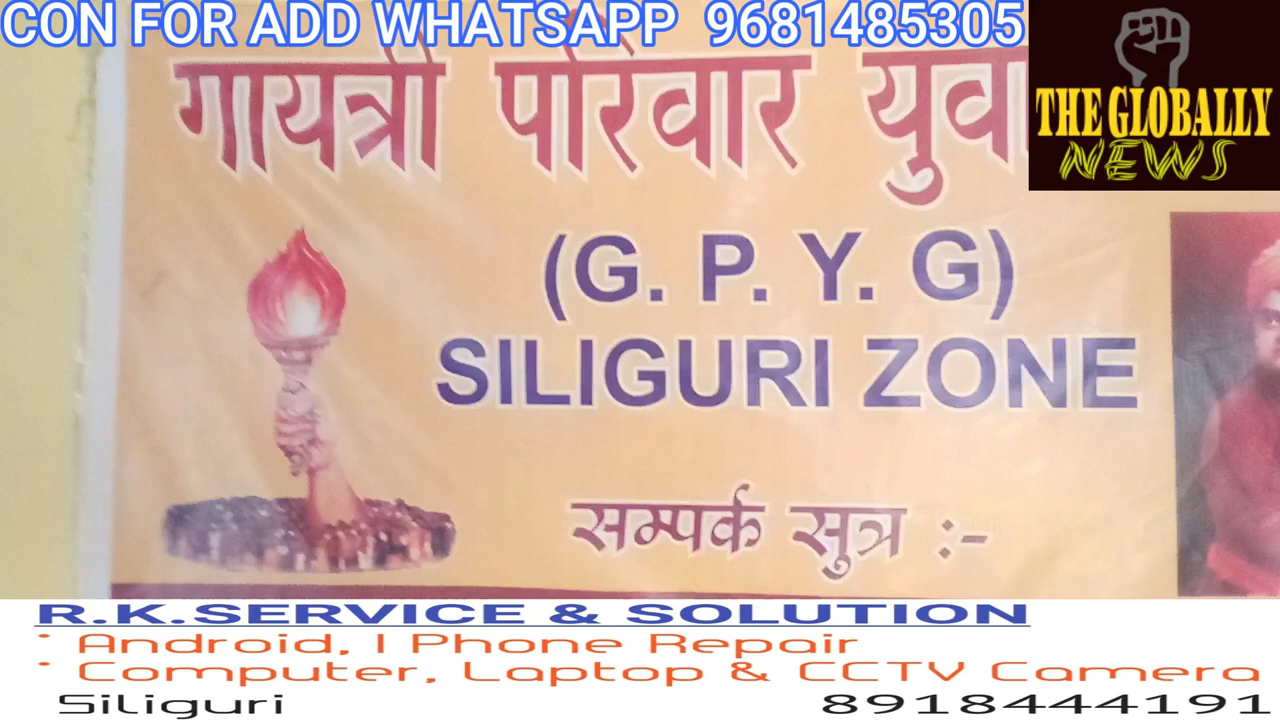 CON FOR ADD WHATSAPP 9681485305
THE GLOBALLY
NEWS
गायत्री परिवार युवा
(G. P. Y. G)
SILIGURI ZONE
सम्पर्क सुत्र :-
R.K.SERVICE & SOLUTION
* Android, I Phone Repair
* Computer, Laptop & CCTV Camera
Siliguri 8918444191